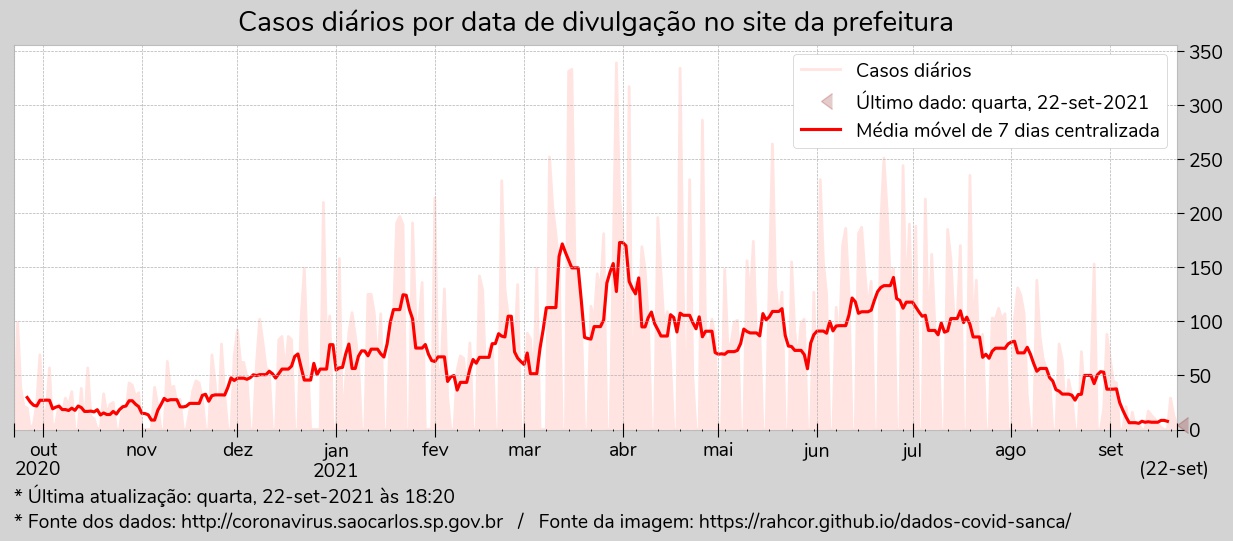 Casos diários por data de divulgação no site da prefeitura
Casos diários
Último dado: quarta, 22-set-2021
Média móvel de 7 dias centralizada
350
300
250
200
150
100
50
0
out nov dez jan fev mar abr mai jun jul ago set
2020 2021 (22-set)
* Última atualização: quarta, 22-set-2021 às 18:20
* Fonte dos dados: http://coronavirus.saocarlos.sp.gov.br / Fonte da imagem: https://rahcor.github.io/dados-covid-sanca/